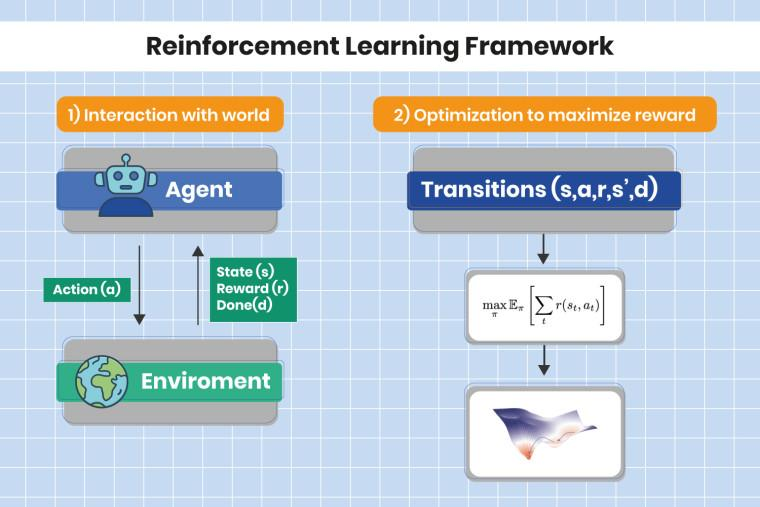 Reinforcement Learning Framework
1) Interaction with world
Agent
Action (a)
State (s)
Reward (r)
Done(d)
Enviroment
2) Optimization to maximize reward
Transitions (s,a,r,s’,d)
max_π 𝔼_π [∑_t r(s_t, a_t)]